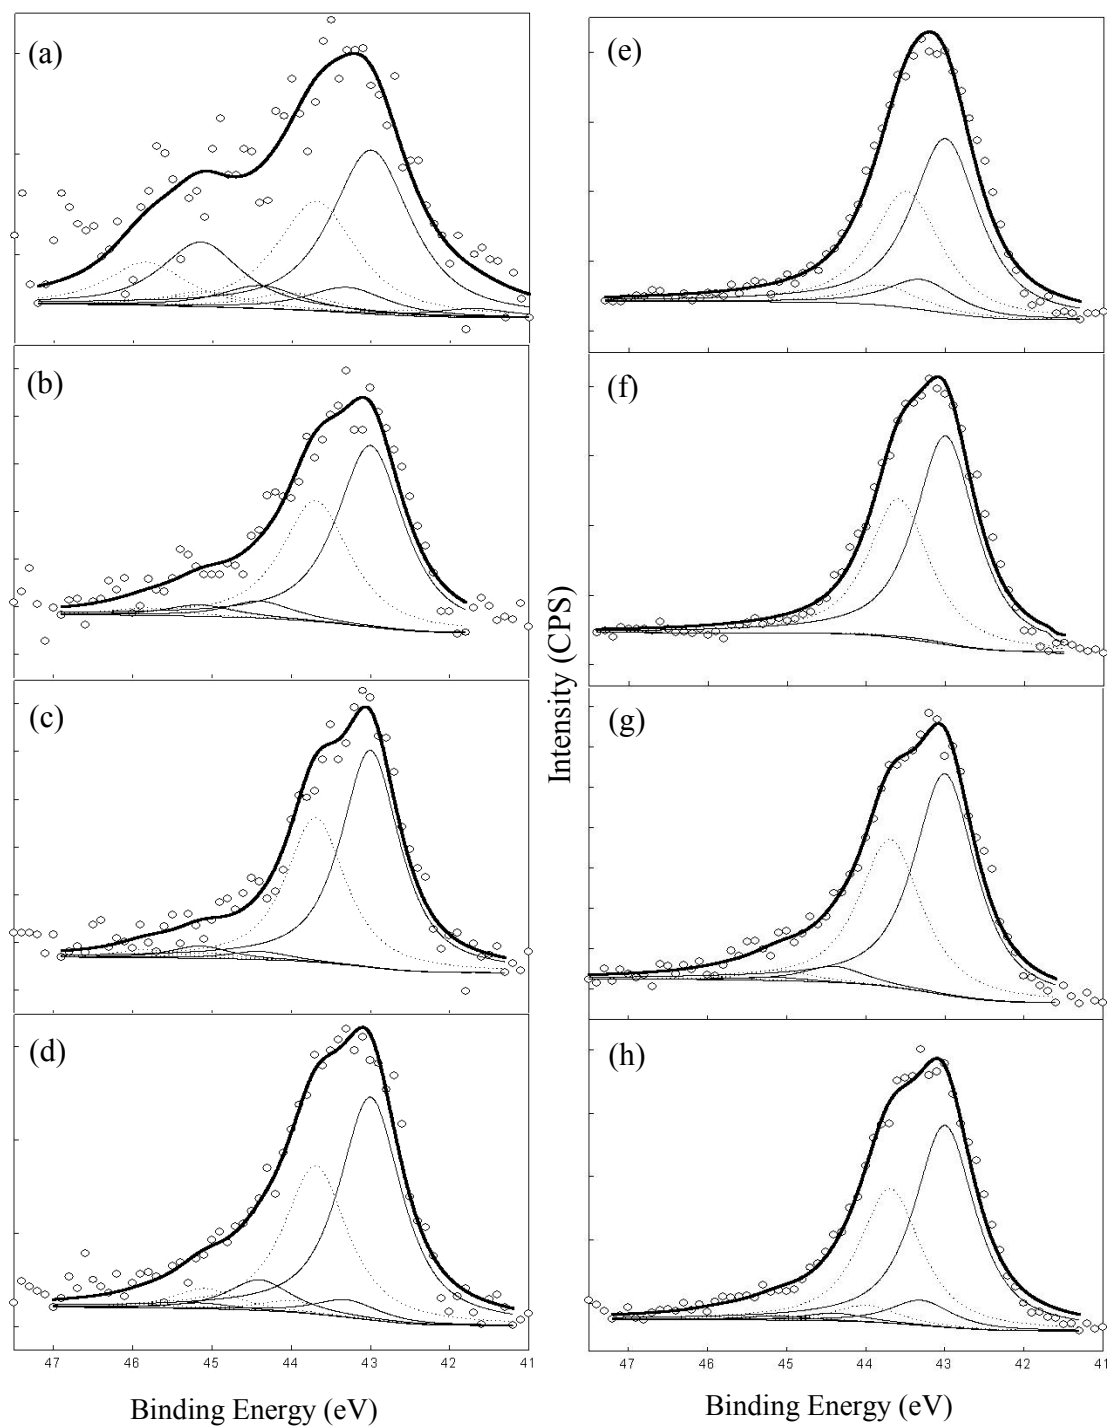 (a)
(b)
(c)
(d)
47 46 45 44 43 42 41
Binding Energy (eV)
Intensity (CPS)
(e)
(f)
(g)
(h)
47 46 45 44 43 42 41
Binding Energy (eV)